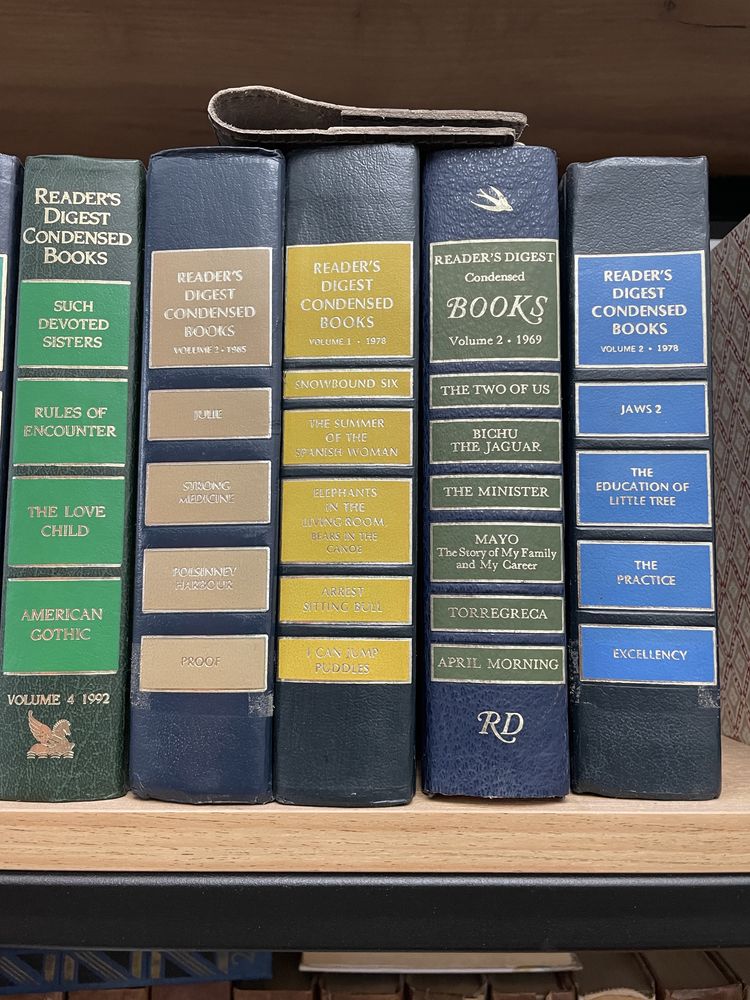 READER'S
DIGEST
CONDENSED
BOOKS
SUCH
DEVOTED
SISTERS
RULES OF
ENCOUNTER
THE LOVE
CHILD
AMERICAN
GOTHIC
VOLUME 4 1992
READER'S
DIGEST
CONDENSED
BOOKS
VOLUME 2 • 1985
JULIE
STRONG
MEDICINE
POLSINNEY
HARBOUR
PROOF
READER'S
DIGEST
CONDENSED
BOOKS
VOLUME 1 • 1978
SNOWBOUND SIX
THE SUMMER
OF THE
SPANISH WOMAN
ELEPHANTS
IN THE
LIVING ROOM,
BEARS IN THE
CANOE
ARREST
SITTING BULL
I CAN JUMP
PUDDLES
READER'S DIGEST
Condensed
BOOKS
Volume 2 • 1969
THE TWO OF US
BICHU
THE JAGUAR
THE MINISTER
MAYO
The Story of My Family
and My Career
TORREGRECA
APRIL MORNING
RD
READER'S
DIGEST
CONDENSED
BOOKS
VOLUME 2 • 1978
JAWS 2
THE
EDUCATION OF
LITTLE TREE
THE
PRACTICE
EXCELLENCY